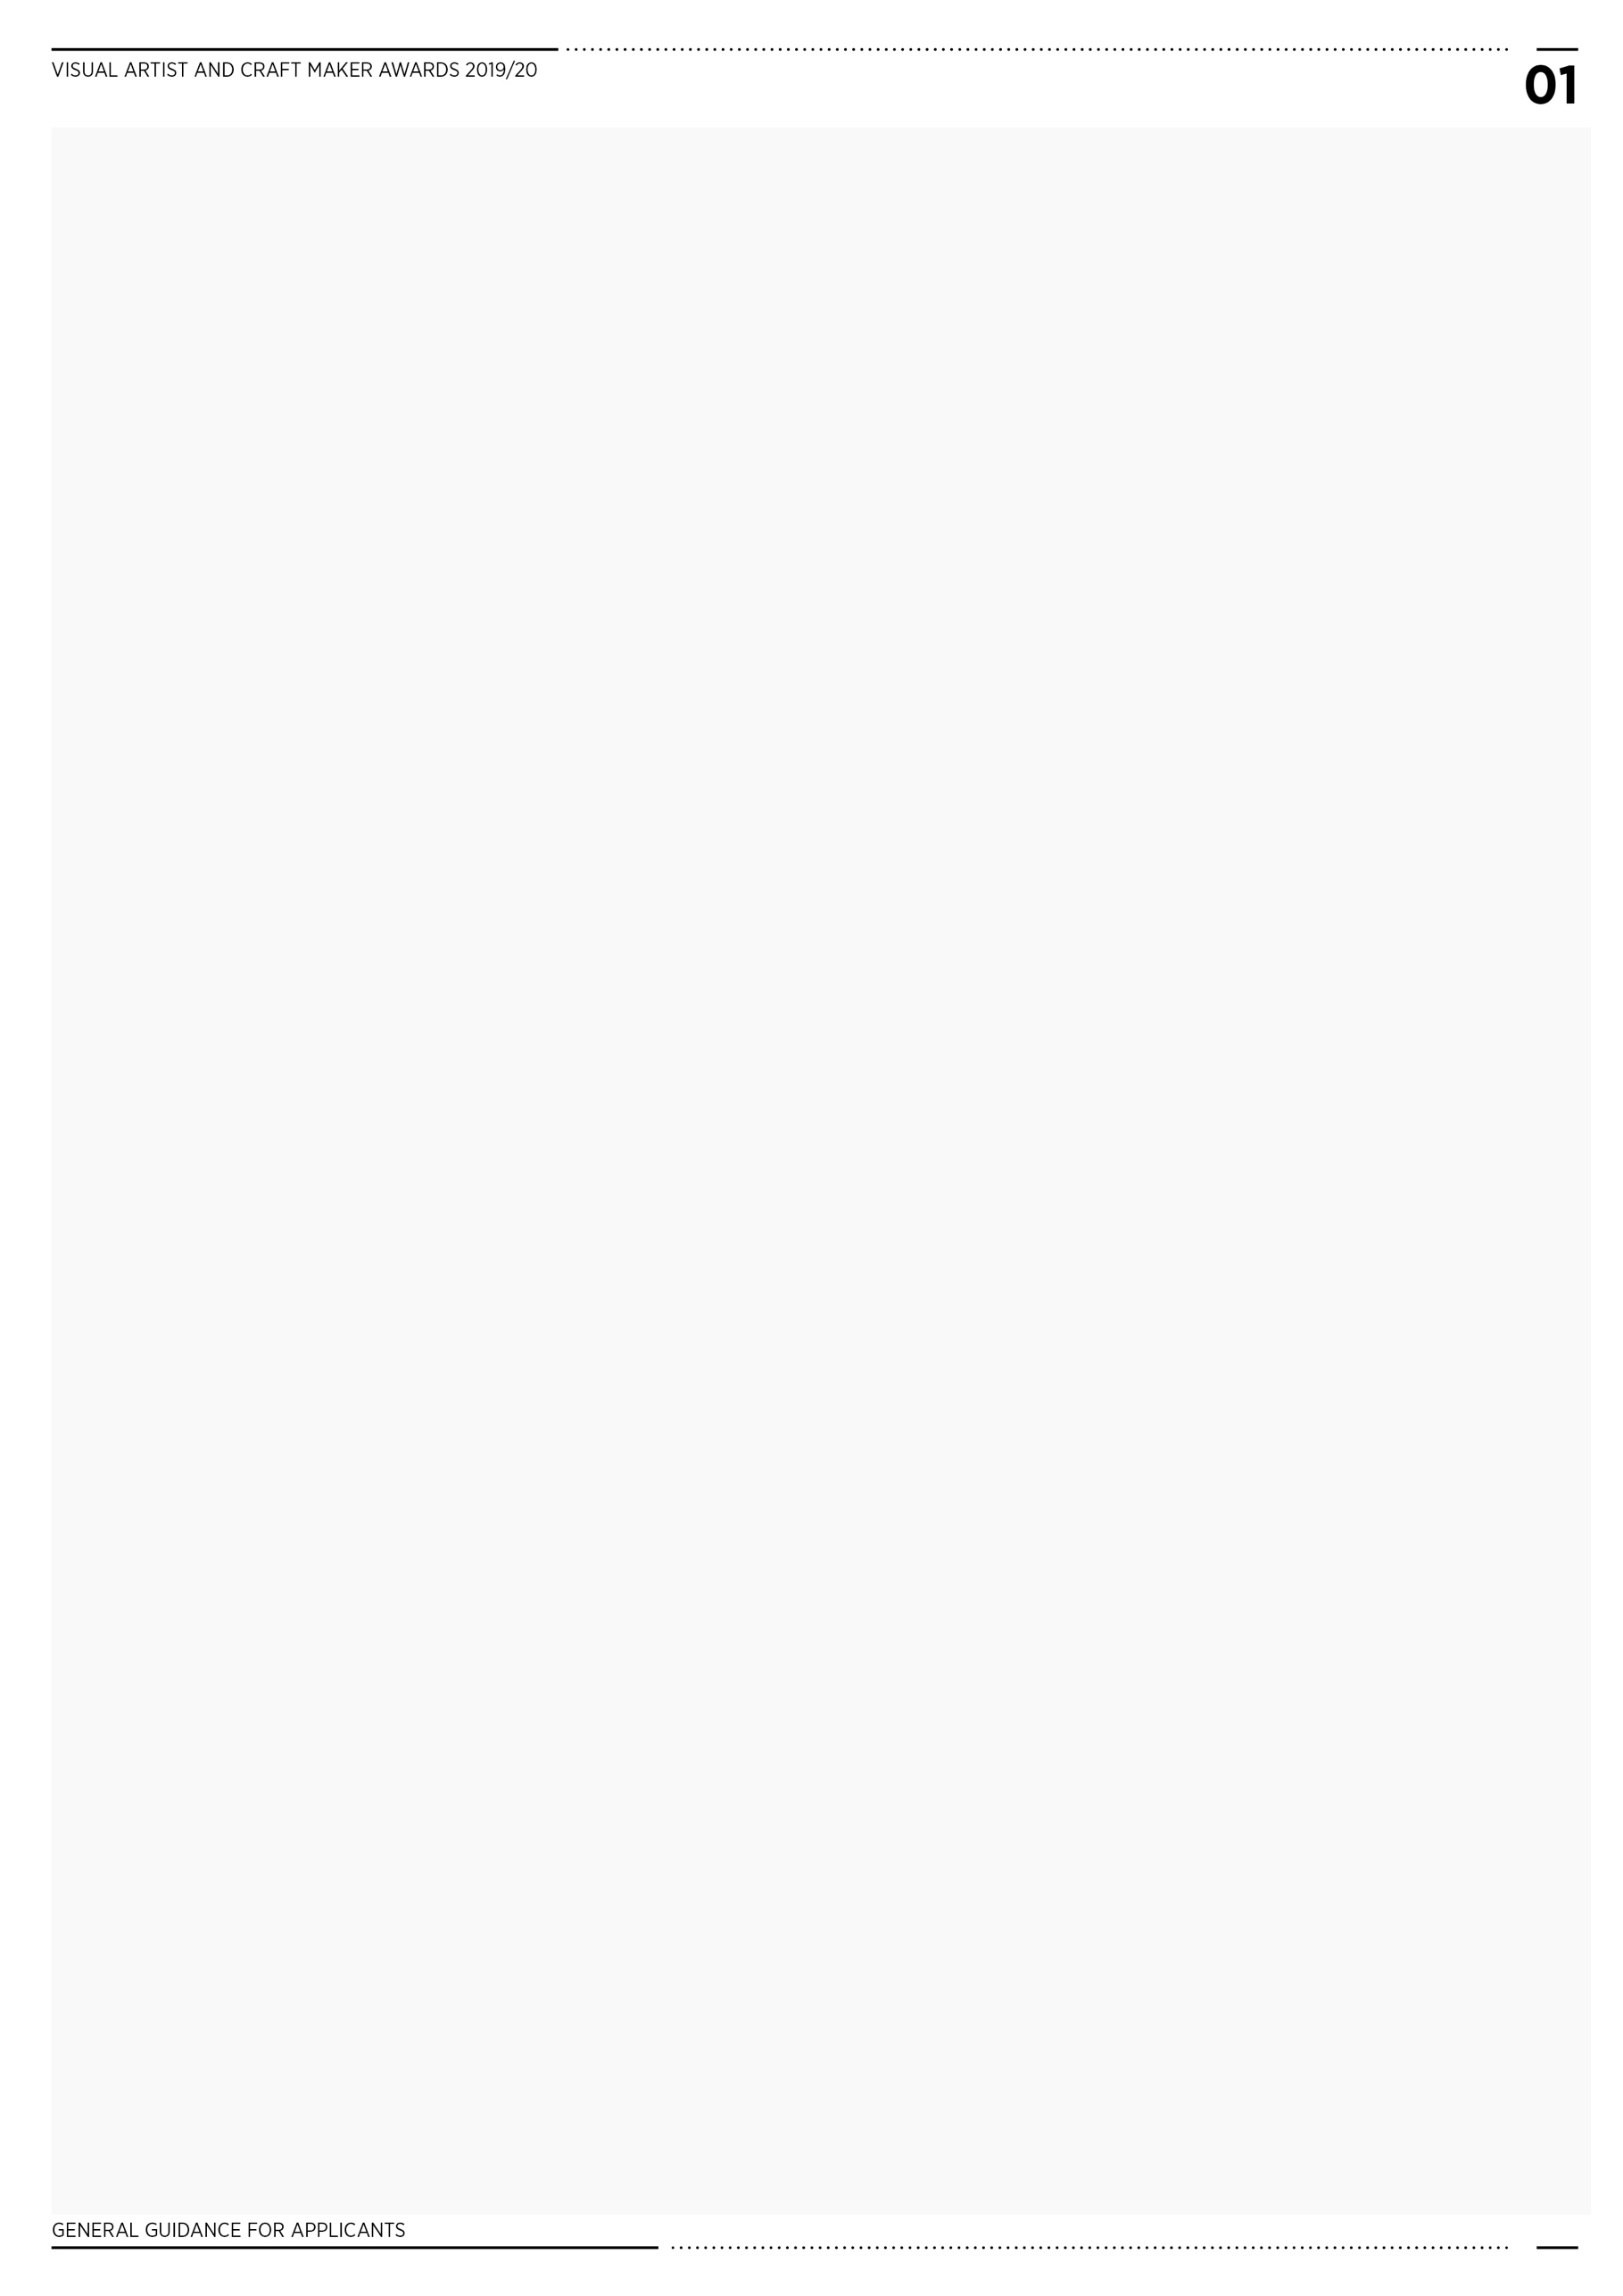 VISUAL ARTIST AND CRAFT MAKER AWARDS 2019/20
01
GENERAL GUIDANCE FOR APPLICANTS